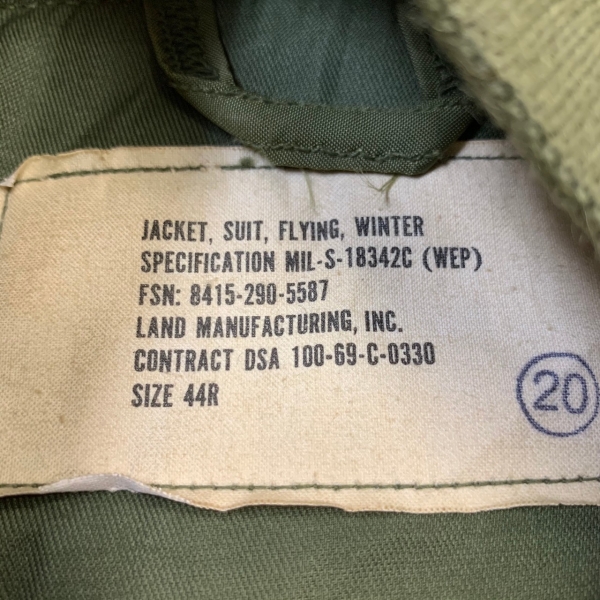 JACKET, SUIT, FLYING, WINTER
SPECIFICATION MIL-S-18342C (WEP)
FSN: 8415-290-5587
LAND MANUFACTURING, INC.
CONTRACT DSA 100-69-C-0330
SIZE 44R
20